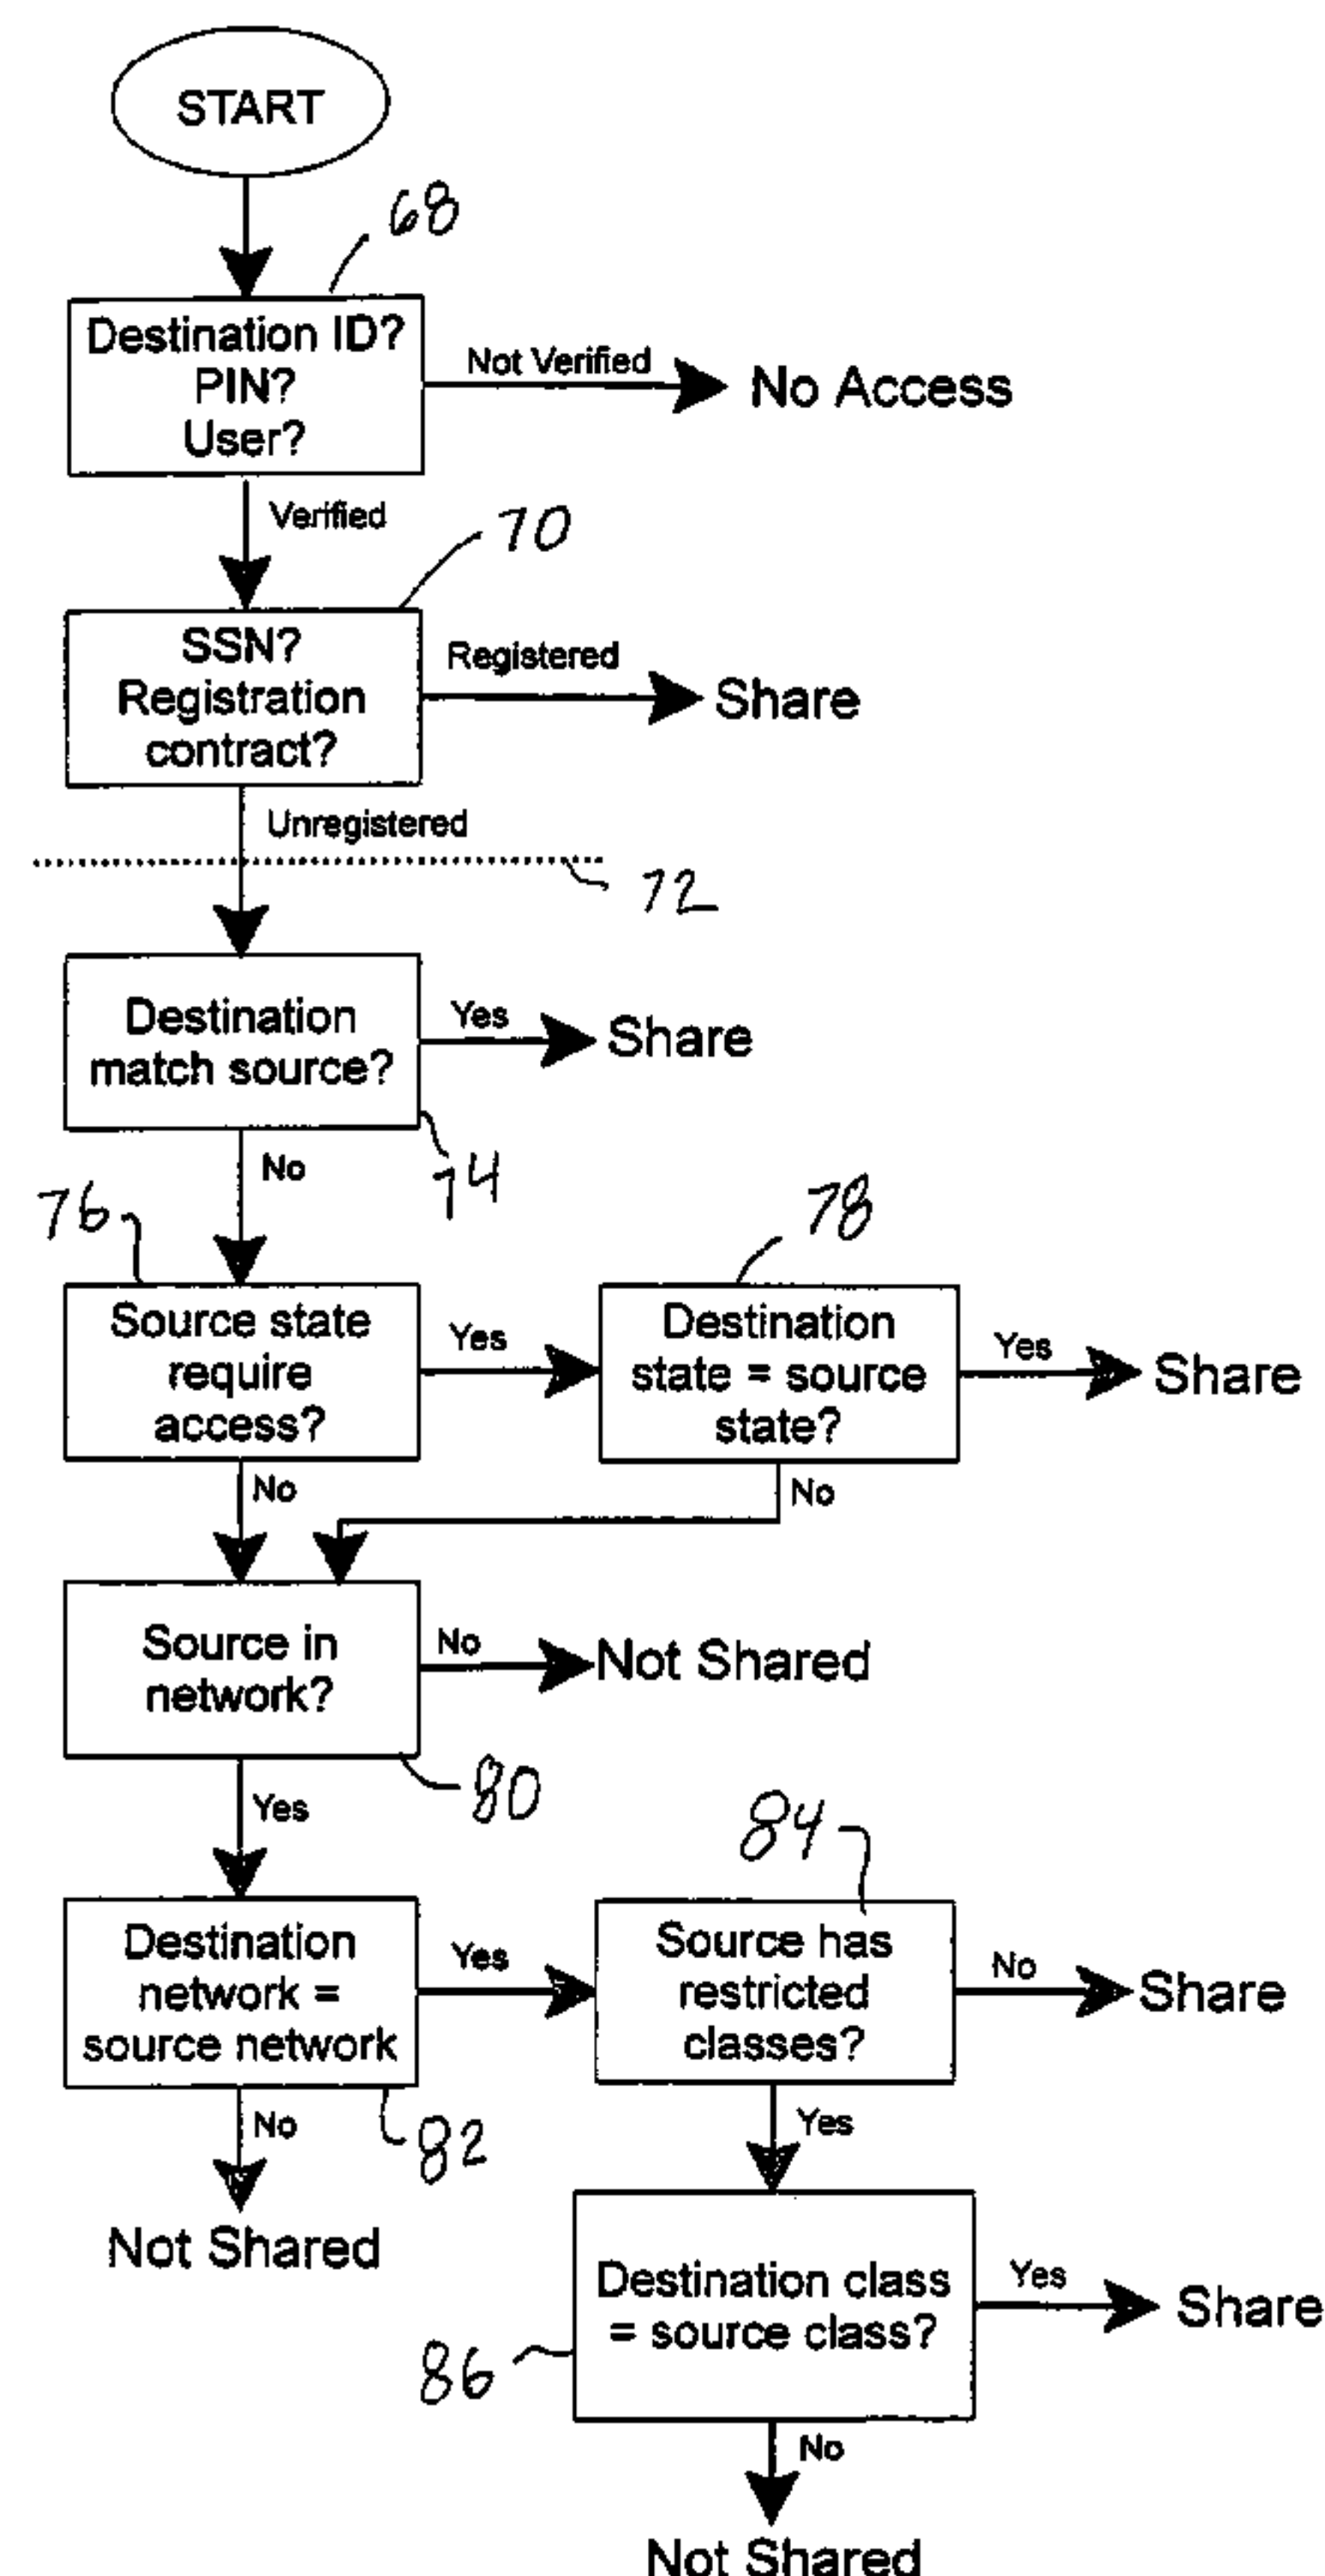 START
68
Destination ID?
PIN?
User?
Not Verified
No Access
Verified
70
SSN?
Registration
contract?
Registered
Share
Unregistered
72
Destination
match source?
Yes
Share
74
No
76
78
Source state
require
access?
Yes
Destination
state = source
state?
Yes
Share
No
No
Source in
network?
No
Not Shared
80
Yes
84
Destination
network =
source network
Yes
Source has
restricted
classes?
No
Share
No
82
Yes
Not Shared
Destination class
= source class?
Yes
Share
86
No
Not Shared